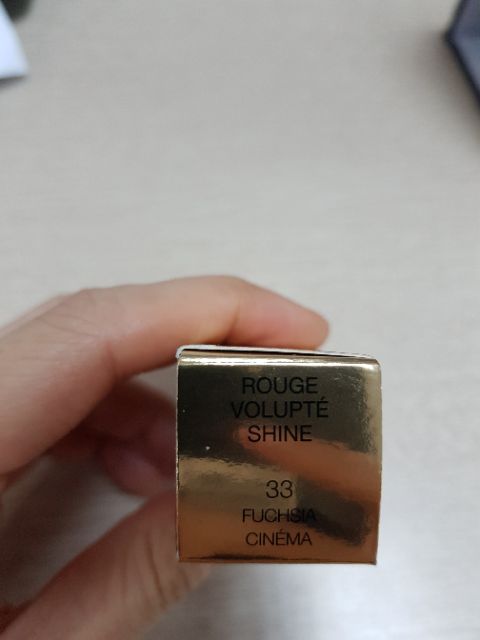 ROUGE
VOLUPTÉ
SHINE
33
FUCHSIA
CINÉMA